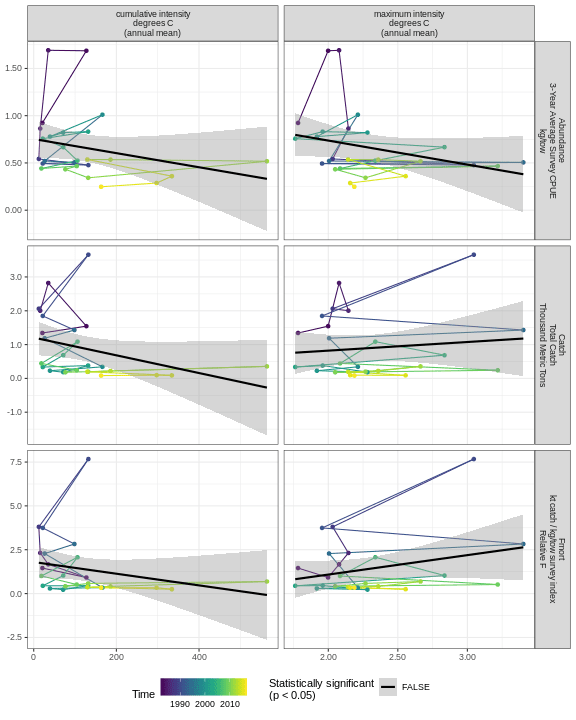 cumulative intensity
degrees C
(annual mean)
maximum intensity
degrees C
(annual mean)
1.50
1.00
0.50
0.00
Abundance
3-Year Average Survey CPUE
kg/tow
3.0
2.0
1.0
0.0
-1.0
Catch
Total Catch
Thousand Metric Tons
7.5
5.0
2.5
0.0
-2.5
Fmort
kt catch / kg/tow survey index
Relative F
0
200
400
2.00
2.50
3.00
Time
1990 2000 2010
Statistically significant
(p < 0.05)
FALSE